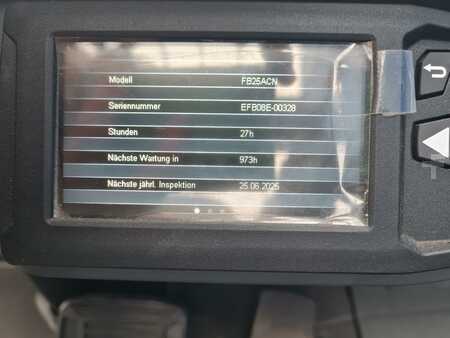 Modell FB25ACN
Seriennummer EFB08E-00328
Stunden 27h
Nächste Wartung in 973h
Nächste jährl. Inspektion 25.06.2025